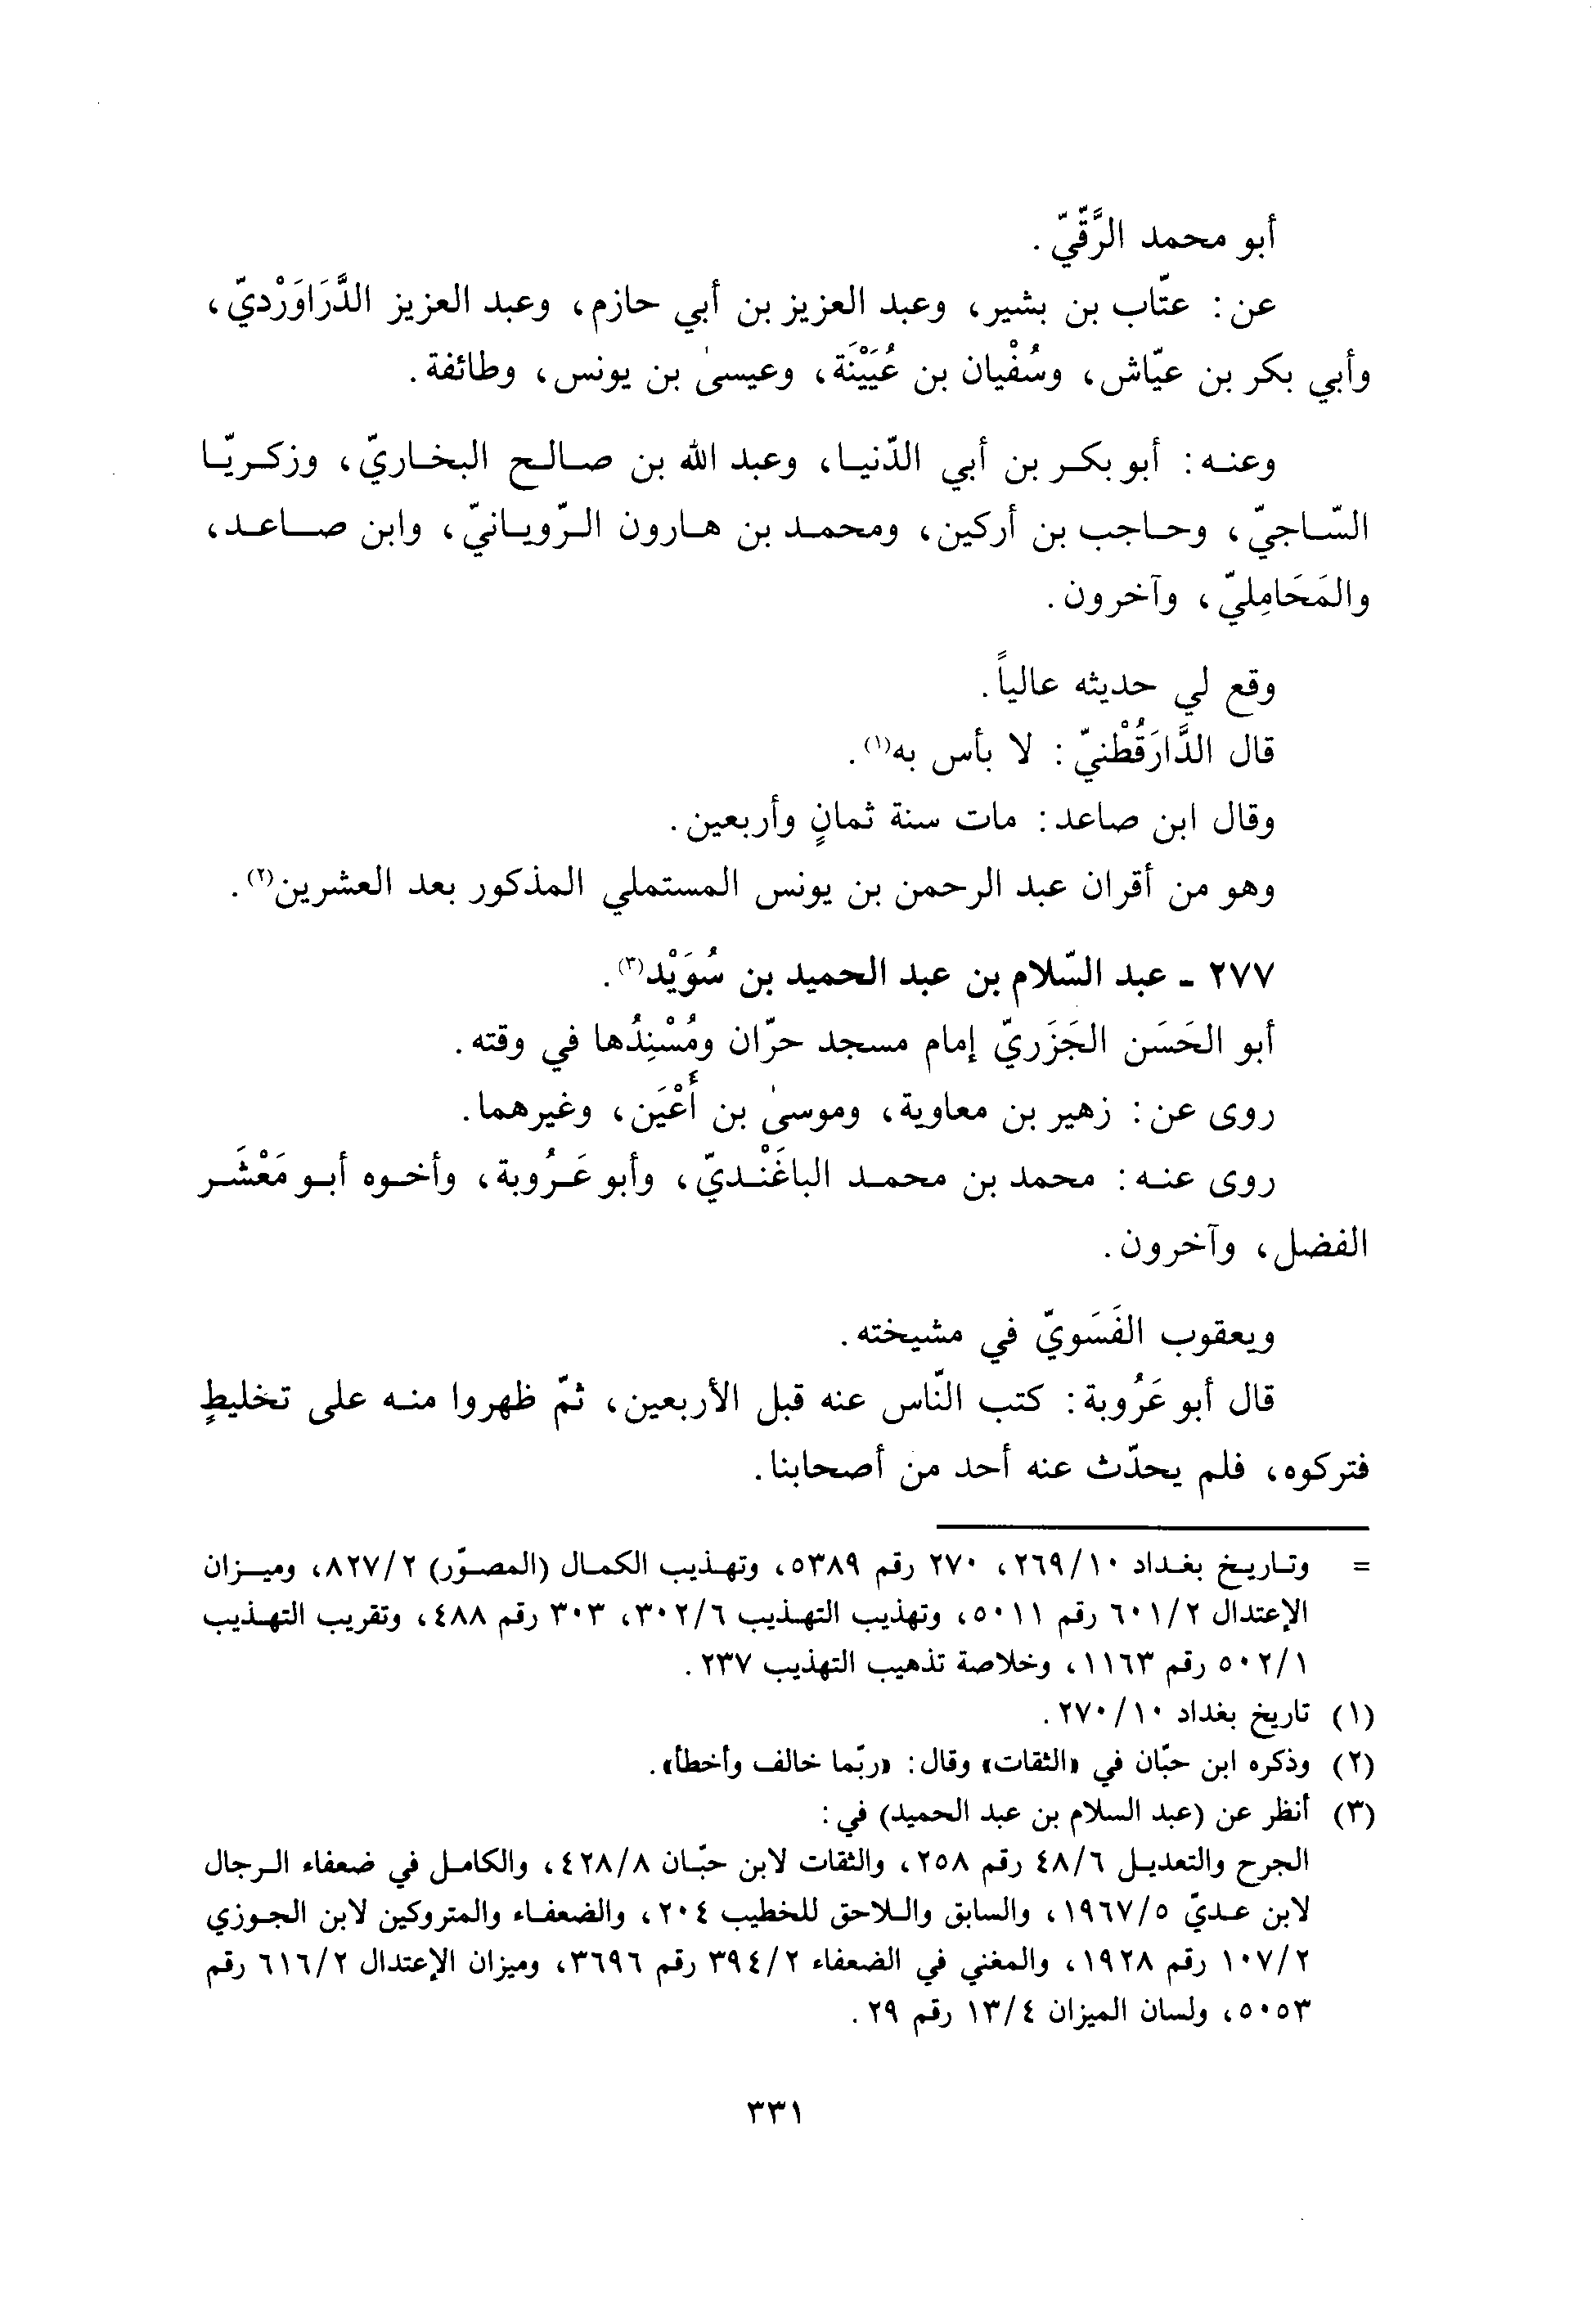 أبو محمد الرَّقّيّ.
عن: عتّاب بن بشير، وعبد العزيز بن أبي حازم، وعبد العزيز الدَّرَاوَرْديّ،
وأبي بكر بن عيّاش، وسُفْيان بن عُيَيْنَة، وعيسىٰ بن يونس، وطائفة.
وعنه: أبو بكر بن أبي الدّنيا، وعبد الله بن صالح البخاريّ، وزكريّا
السّاجيّ، وحاجب بن أركين، ومحمد بن هارون الرّويانيّ، وابن صاعد،
والمَحَامِليّ، وآخرون.
وقع لي حديثه عالياً.
قال الدَّارَقُطْنيّ: لا بأس به(١).
وقال ابن صاعد: مات سنة ثمانٍ وأربعين.
وهو من أقران عبد الرحمن بن يونس المستملي المذكور بعد العشرين(٢).
٢٧٧ - عبد السّلام بن عبد الحميد بن سُوَيْد(٣).
أبو الحَسَن الجَزَريّ إمام مسجد حرّان ومُسْنِدُها في وقته.
روى عن: زهير بن معاوية، وموسىٰ بن أَعْيَن، وغيرهما.
روى عنه: محمد بن محمد الباغَنْديّ، وأبو عَرُوبة، وأخوه أبو مَعْشَر
الفضل، وآخرون.
ويعقوب الفَسَويّ في مشيخته.
قال أبو عَرُوبة: كتب النّاس عنه قبل الأربعين، ثمّ ظهروا منه على تخليطٍ
فتركوه، فلم يحدّث عنه أحد من أصحابنا.
= وتاريخ بغداد ١٠/٢٦٩، ٢٧٠ رقم ٥٣٨٩، وتهذيب الكمال (المصوّر) ٢/٨٢٧، وميزان
الإعتدال ٢/٦٠١ رقم ٥٠١١، وتهذيب التهذيب ٦/٣٠٢، ٣٠٣ رقم ٤٨٨، وتقريب التهذيب
١/٥٠٢ رقم ١١٦٣، وخلاصة تذهيب التهذيب ٢٣٧.
(١) تاريخ بغداد ١٠/٢٧٠.
(٢) وذكره ابن حبّان في «الثقات» وقال: «ربّما خالف وأخطأ».
(٣) أنظر عن (عبد السلام بن عبد الحميد) في:
الجرح والتعديل ٦/٤٨ رقم ٢٥٨، والثقات لابن حبّان ٨/٤٢٨، والكامل في ضعفاء الرجال
لابن عديّ ٥/١٩٦٧، والسابق واللاحق للخطيب ٢٠٤، والضعفاء والمتروكين لابن الجوزي
٢/١٠٧ رقم ١٩٢٨، والمغني في الضعفاء ٢/٣٩٤ رقم ٣٦٩٦، وميزان الإعتدال ٢/٦١٦ رقم
٥٠٥٣، ولسان الميزان ٤/١٣ رقم ٢٩.
٣٣١